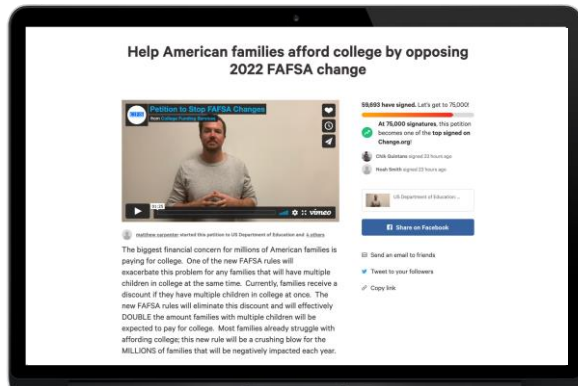 Help American families afford college by opposing
2022 FAFSA change
Petition to Stop FAFSA Changes
from College Funding Services
01:25
vimeo
matthew carpenter started this petition to US Department of Education and 4 others
The biggest financial concern for millions of American families is
paying for college. One of the new FAFSA rules will
exacerbate this problem for any families that will have multiple
children in college at the same time. Currently, families receive a
discount if they have multiple children in college at once. The
new FAFSA rules will eliminate this discount and will effectively
DOUBLE the amount families with multiple children will be
expected to pay for college. Most families already struggle with
affording college; this new rule will be a crushing blow for the
MILLIONS of families that will be negatively impacted each year.
59,693 have signed. Let's get to 75,000!
At 75,000 signatures, this petition
becomes one of the top signed on
Change.org!
signed 23 hours ago
Noah Smith signed 23 hours ago
US Department of Education ...
Share on Facebook
Send an email to friends
Tweet to your followers
Copy link